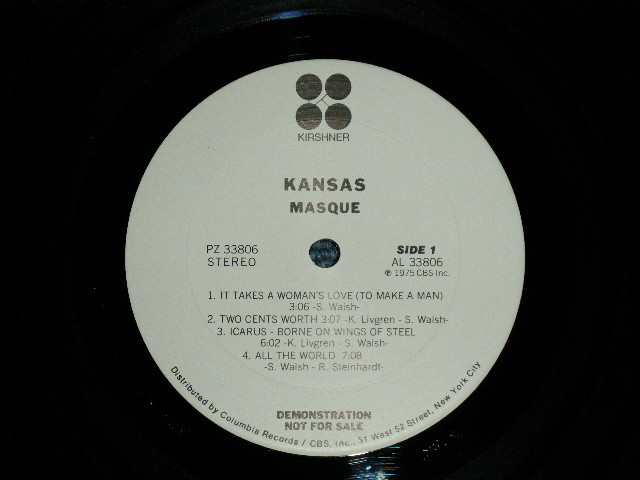 KIRSHNER
KANSAS
MASQUE
PZ 33806
STEREO
SIDE 1
AL 33806
℗ 1975 CBS Inc.
1. IT TAKES A WOMAN'S LOVE (TO MAKE A MAN)
3:06 -S. Walsh-
2. TWO CENTS WORTH 3:07 -K. Livgren - S. Walsh-
3. ICARUS - BORNE ON WINGS OF STEEL
6:02 -K. Livgren - S. Walsh-
4. ALL THE WORLD 7:08
-S. Walsh - R. Steinhardt-
DEMONSTRATION
NOT FOR SALE
Distributed by Columbia Records / CBS, Inc., 51 West 52 Street, New York City